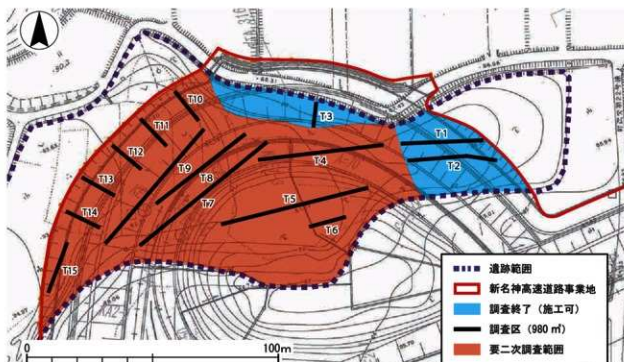 T10
T11
T3
T1
T12
T9
T8
T4
T2
T13
T7
T5
T14
T6
T15
遺跡範囲
新名神高速道路事業地
調査終了（施工可）
調査区（980 ㎡）
要二次調査範囲
0
100m